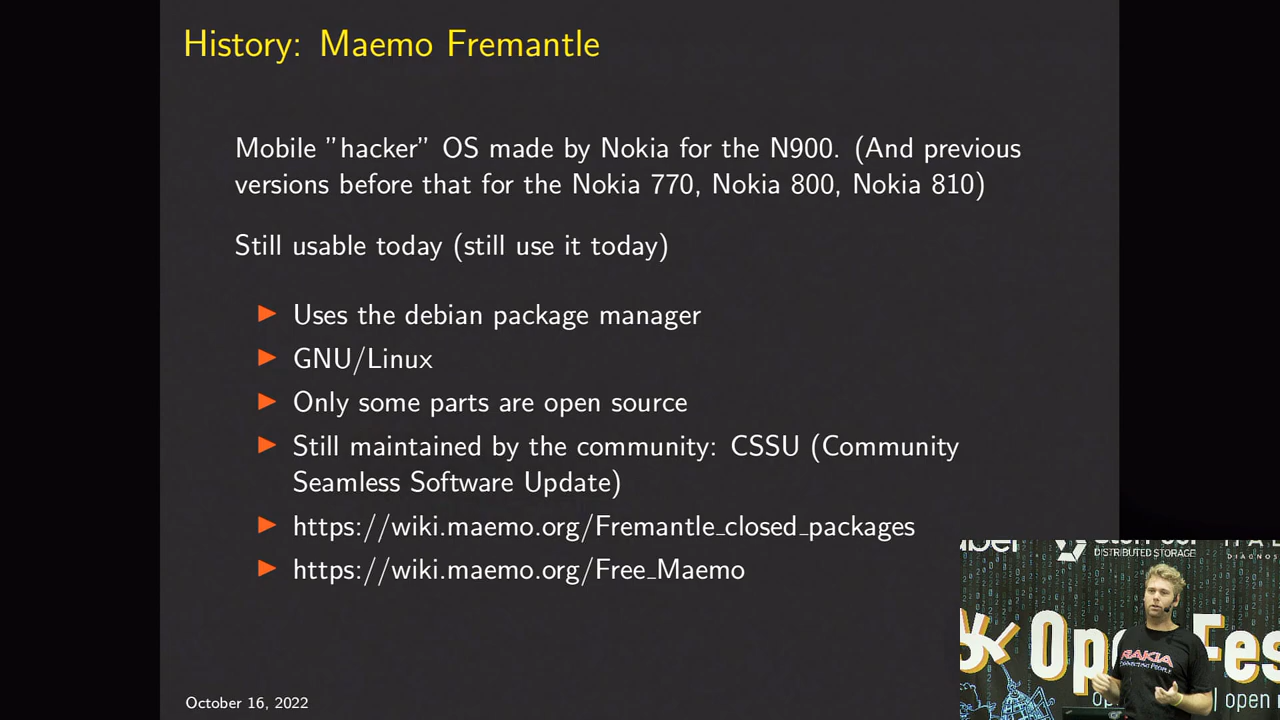 History: Maemo Fremantle
Mobile ”hacker” OS made by Nokia for the N900. (And previous
versions before that for the Nokia 770, Nokia 800, Nokia 810)
Still usable today (still use it today)
Uses the debian package manager
GNU/Linux
Only some parts are open source
Still maintained by the community: CSSU (Community
Seamless Software Update)
https://wiki.maemo.org/Fremantle_closed_packages
https://wiki.maemo.org/Free_Maemo
DISTRIBUTED STORAGE
RAKIA
CONNECTING PEOPLE
October 16, 2022